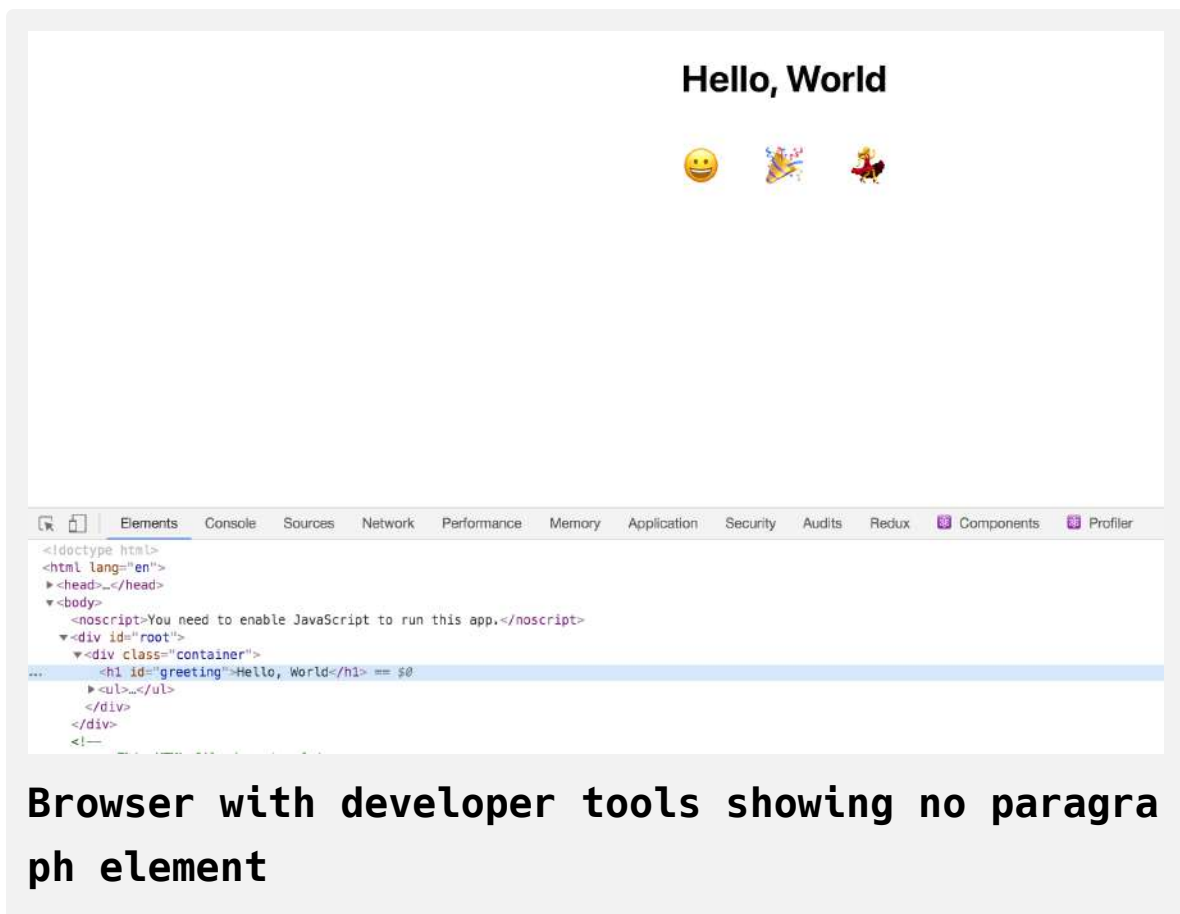 Hello, World
😀 🎉 💃
Elements Console Sources Network Performance Memory Application Security Audits Redux Components Profiler
<!doctype html>
<html lang="en">
▶<head>…</head>
▼<body>
<noscript>You need to enable JavaScript to run this app.</noscript>
▼<div id="root">
▼<div class="container">
... <h1 id="greeting">Hello, World</h1> == $0
▶<ul>…</ul>
</div>
</div>
<!--
Browser with developer tools showing no paragra
ph element